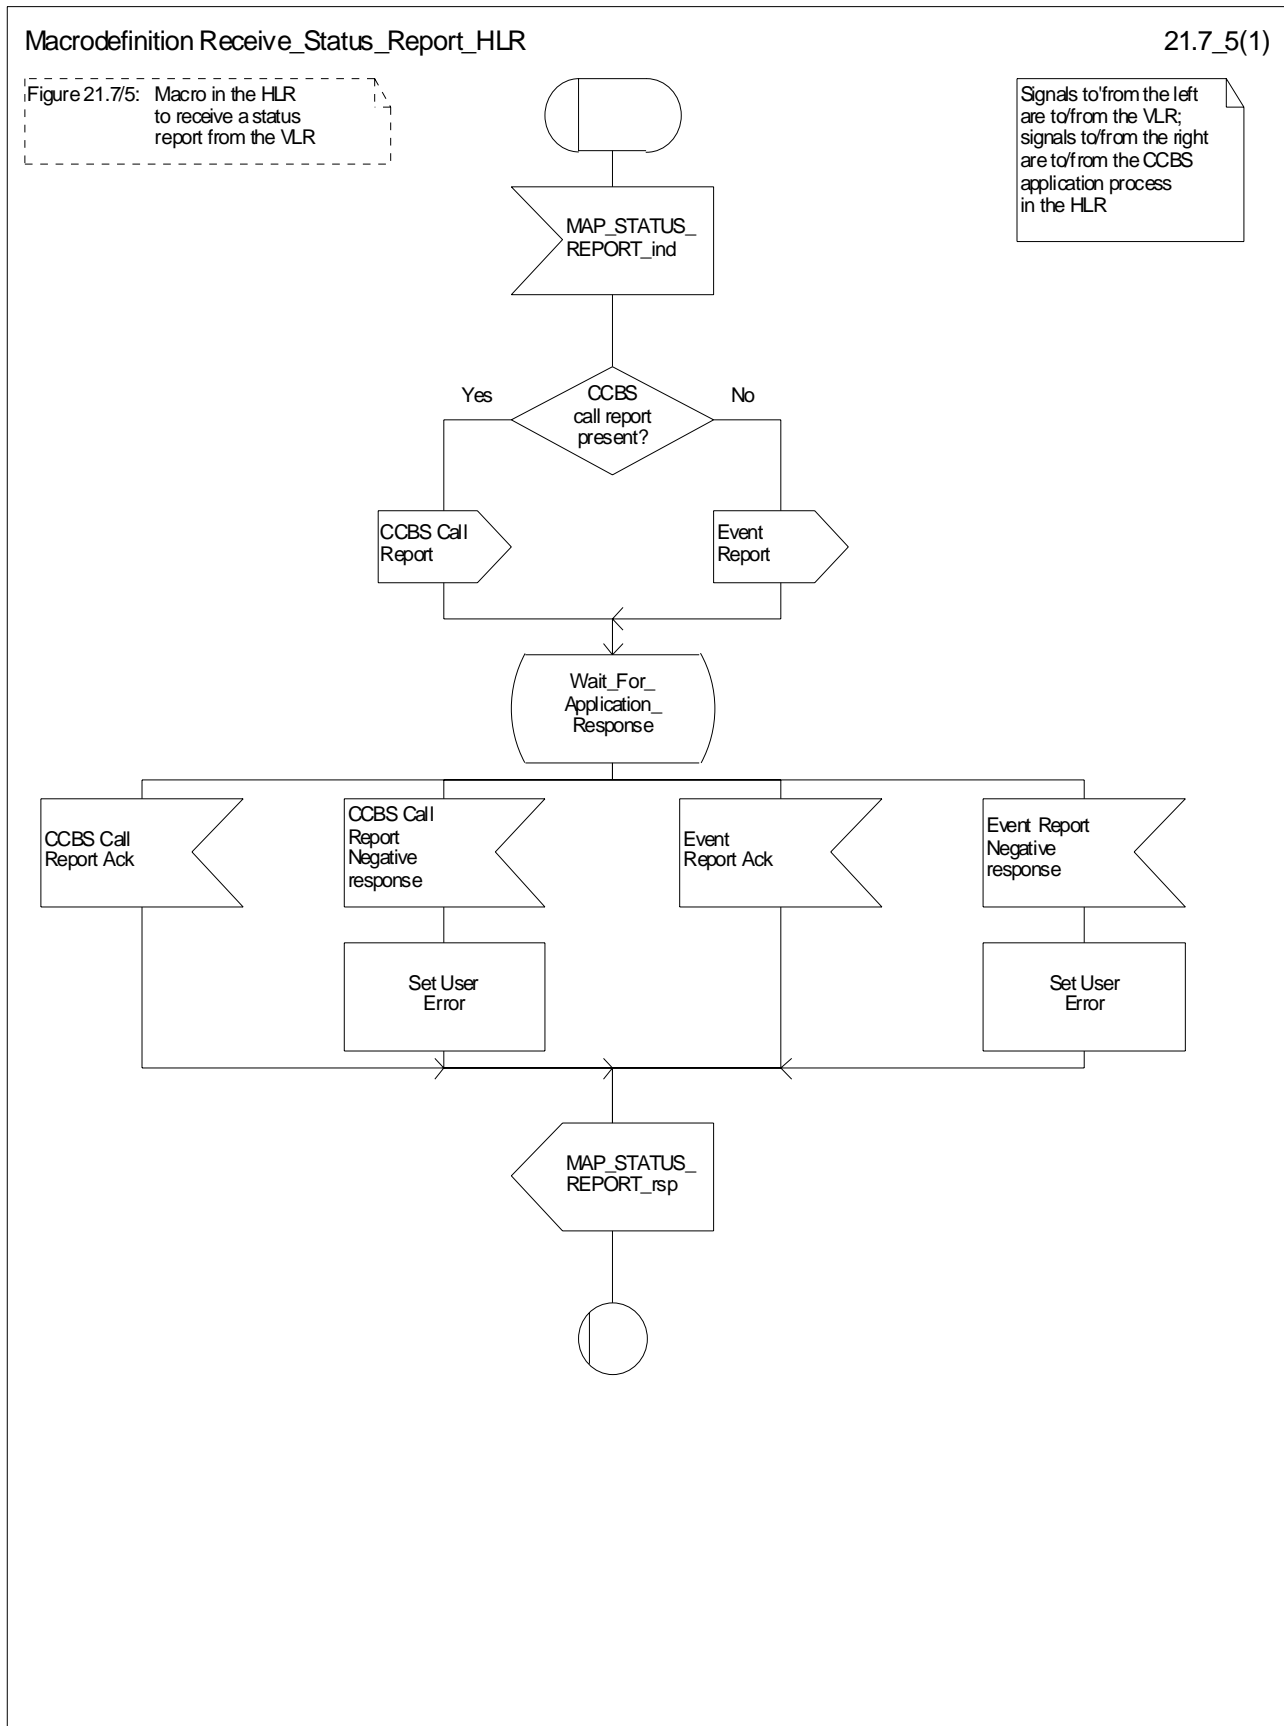 Macrodefinition Receive_Status_Report_HLR
21.7_5(1)
Figure 21.7/5: Macro in the HLR
to receive a status
report from the VLR
Signals to'from the left
are to/from the VLR;
signals to/from the right
are to/from the CCBS
application process
in the HLR
MAP_STATUS_
REPORT_ind
CCBS
call report
present?
Yes
No
CCBS Call
Report
Event
Report
Wait_For_
Application_
Response
CCBS Call
Report Ack
CCBS Call
Report
Negative
response
Event
Report Ack
Event Report
Negative
response
Set User
Error
Set User
Error
MAP_STATUS_
REPORT_rsp